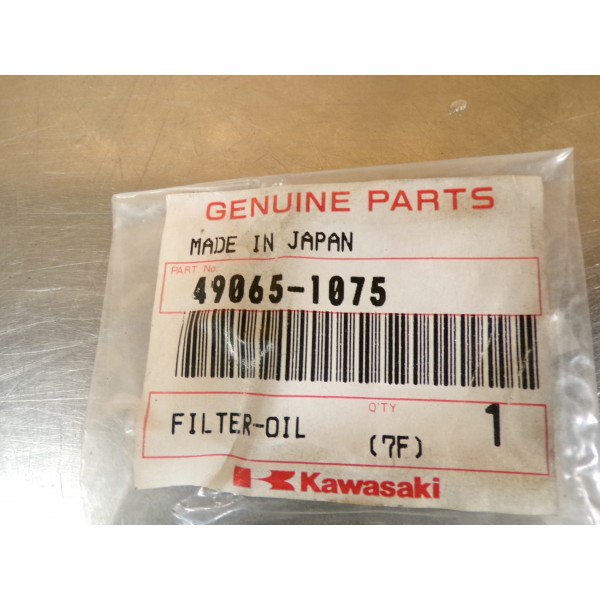 GENUINE PARTS
MADE IN JAPAN
PART. No.
49065-1075
FILTER-OIL
Q'TY
(7F)
1
Kawasaki